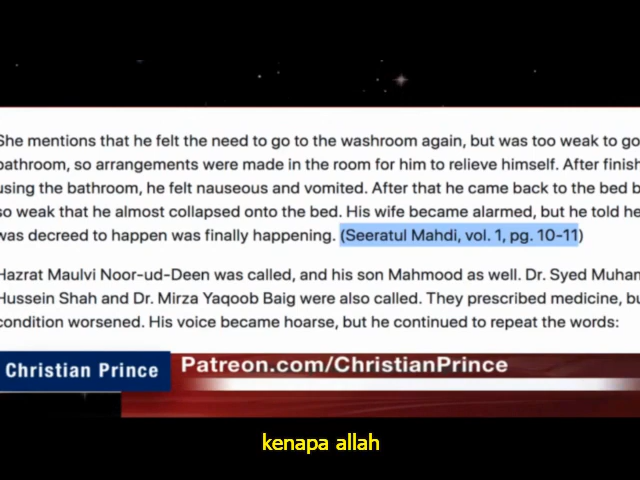 She mentions that he felt the need to go to the washroom again, but was too weak to go
bathroom, so arrangements were made in the room for him to relieve himself. After finish
using the bathroom, he felt nauseous and vomited. After that he came back to the bed b
so weak that he almost collapsed onto the bed. His wife became alarmed, but he told he
was decreed to happen was finally happening. (Seeratul Mahdi, vol. 1, pg. 10-11)
Hazrat Maulvi Noor-ud-Deen was called, and his son Mahmood as well. Dr. Syed Muham
Hussein Shah and Dr. Mirza Yaqoob Baig were also called. They prescribed medicine, bu
condition worsened. His voice became hoarse, but he continued to repeat the words:
Christian Prince
Patreon.com/ChristianPrince
kenapa allah